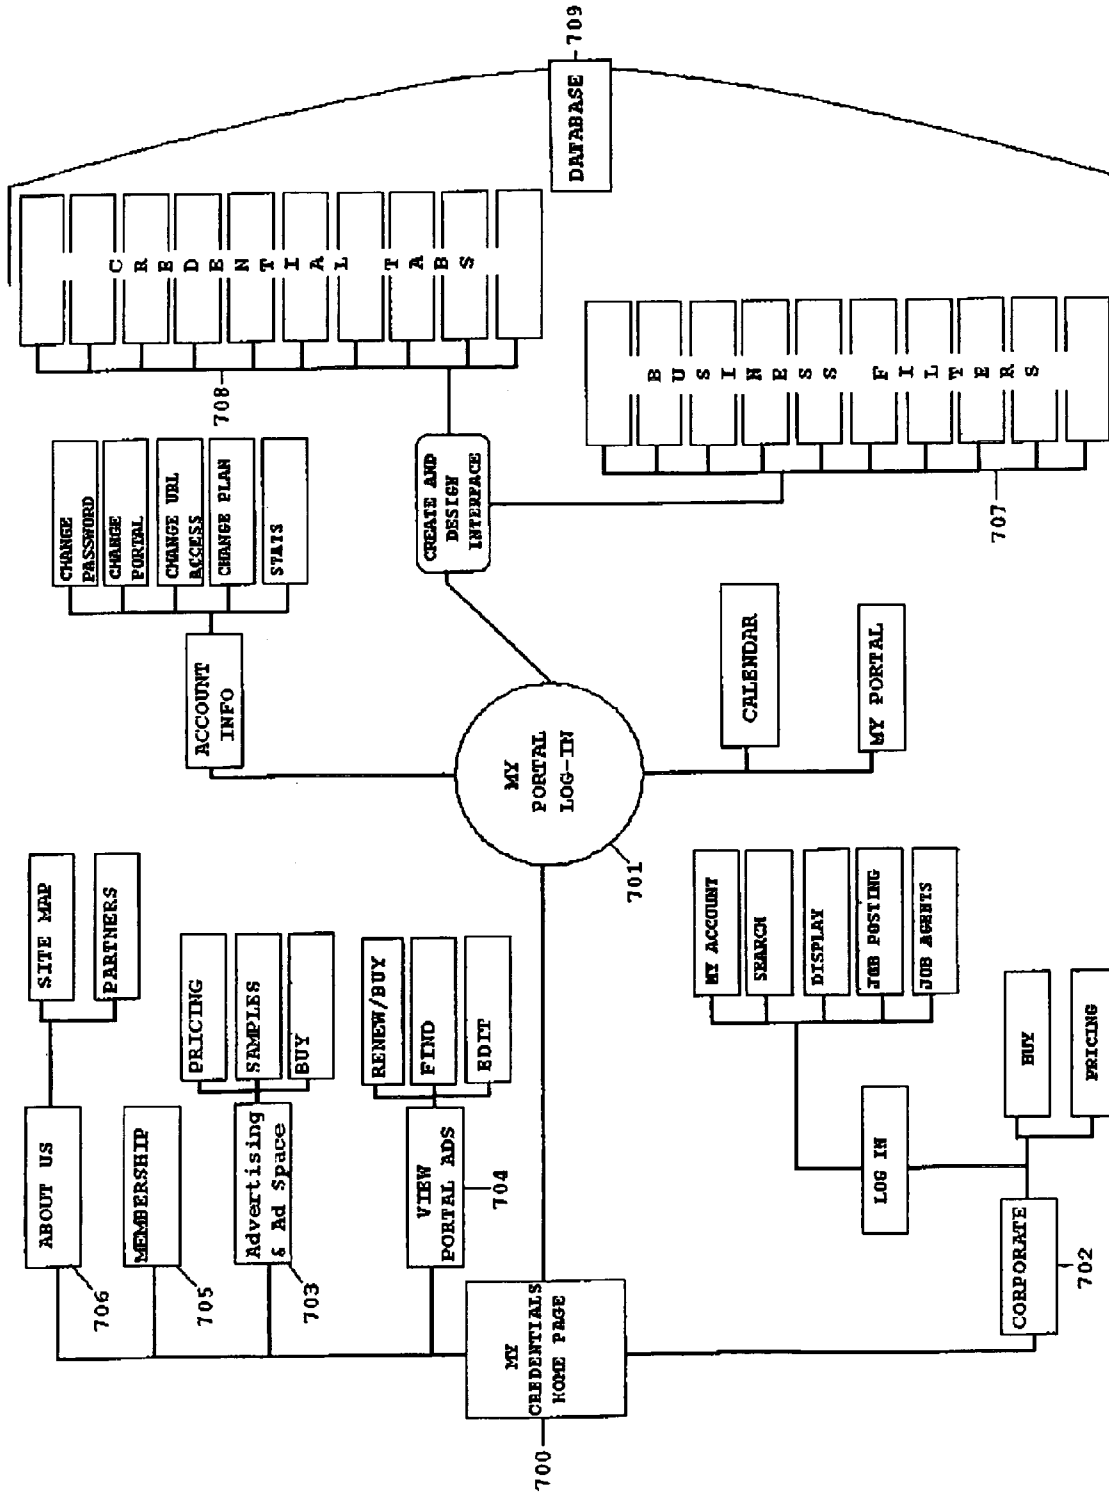 SITE MAP
PARTNERS
ABOUT US
706
MEMBERSHIP
705
PRICING
SAMPLES
BUY
Advertising
& Ad Space
703
RENEW/BUY
FIND
EDIT
VIEW
PORTAL ADS
704
MY
CREDENTIALS
HOME PAGE
700
CORPORATE
702
LOG IN
BUY
PRICING
MY ACCOUNT
SEARCH
DISPLAY
JOB POSTING
JOB AGENTS
MY
PORTAL
LOG-IN
701
ACCOUNT
INFO
CHANGE
PASSWORD
CHANGE
PORTAL
CHANGE URL
ACCESS
CHANGE PLAN
STATS
CALENDAR
MY PORTAL
CREATE AND
DESIGN
INTERFACE
708
CREDENTIAL TABS
707
BUSSINESS FILTERS
DATABASE
709